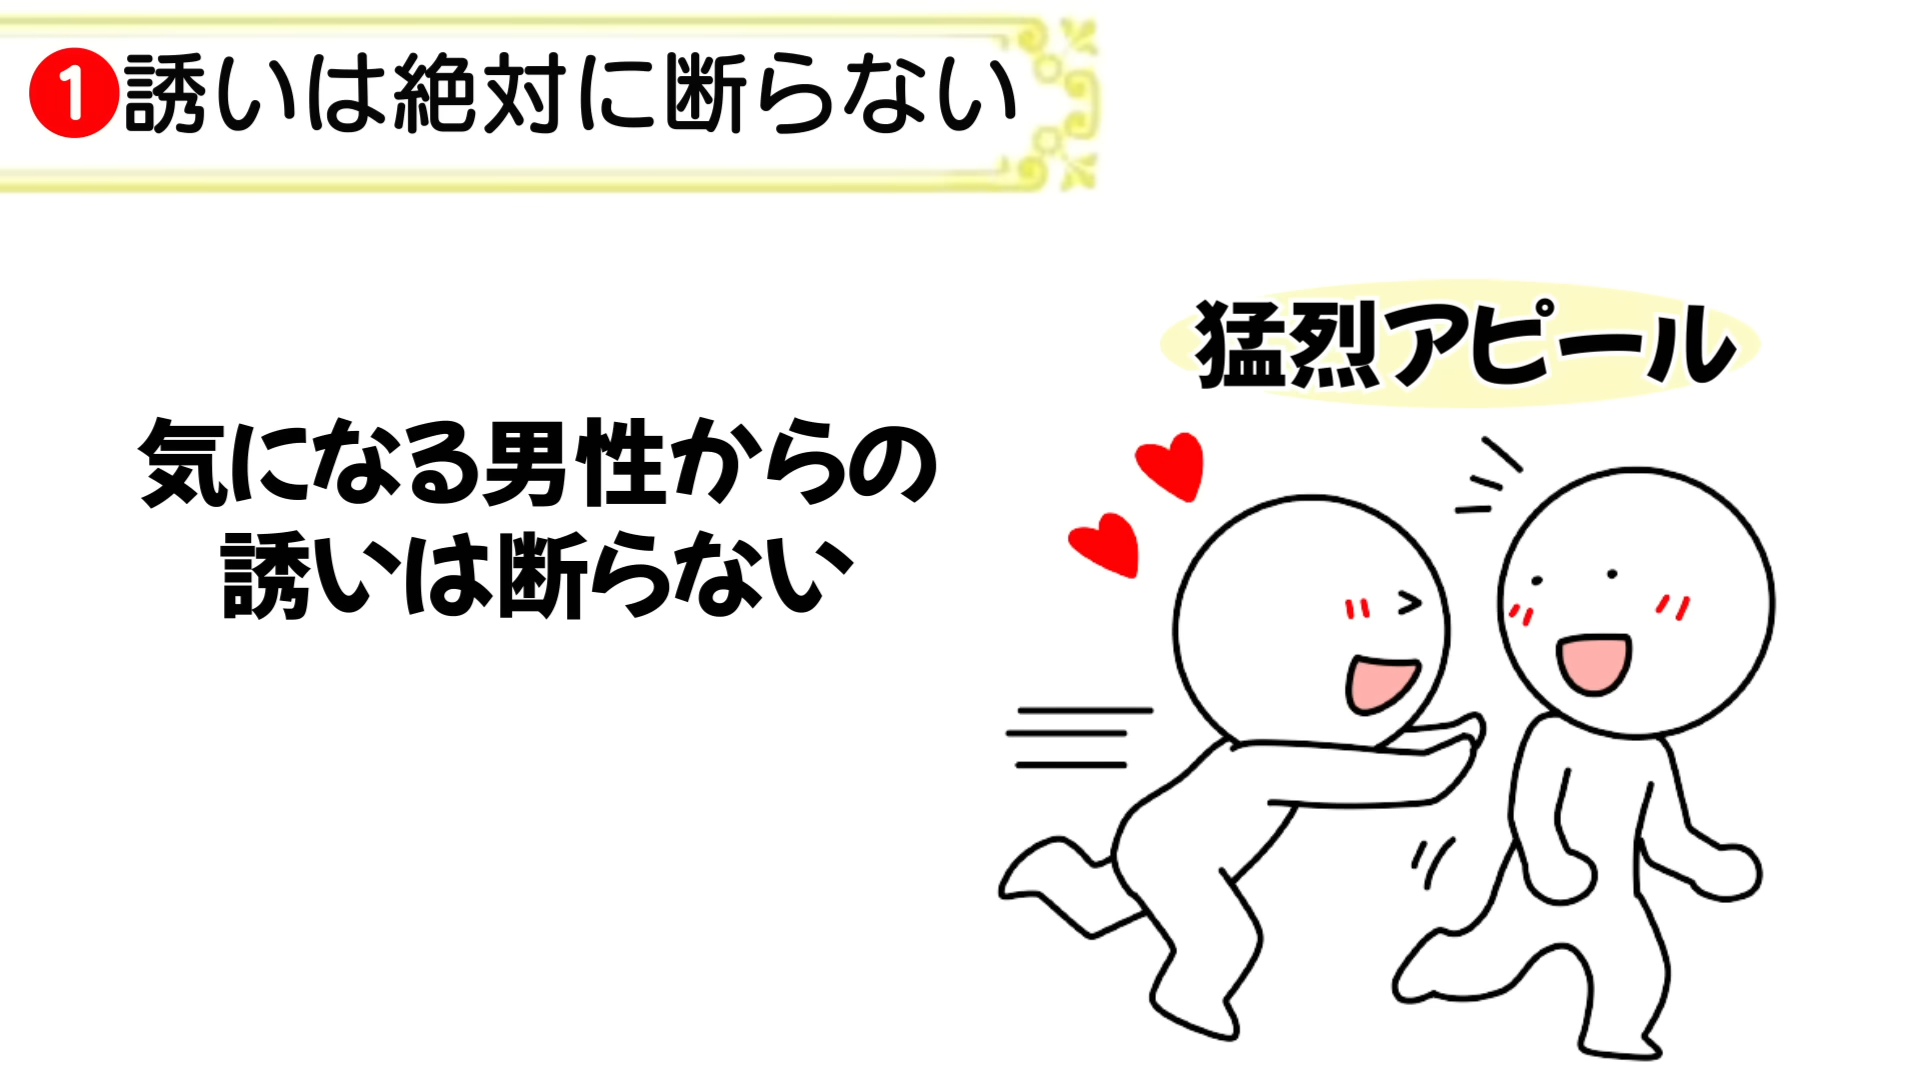 ❶誘いは絶対に断らない
猛烈アピール
気になる男性からの
誘いは断らない